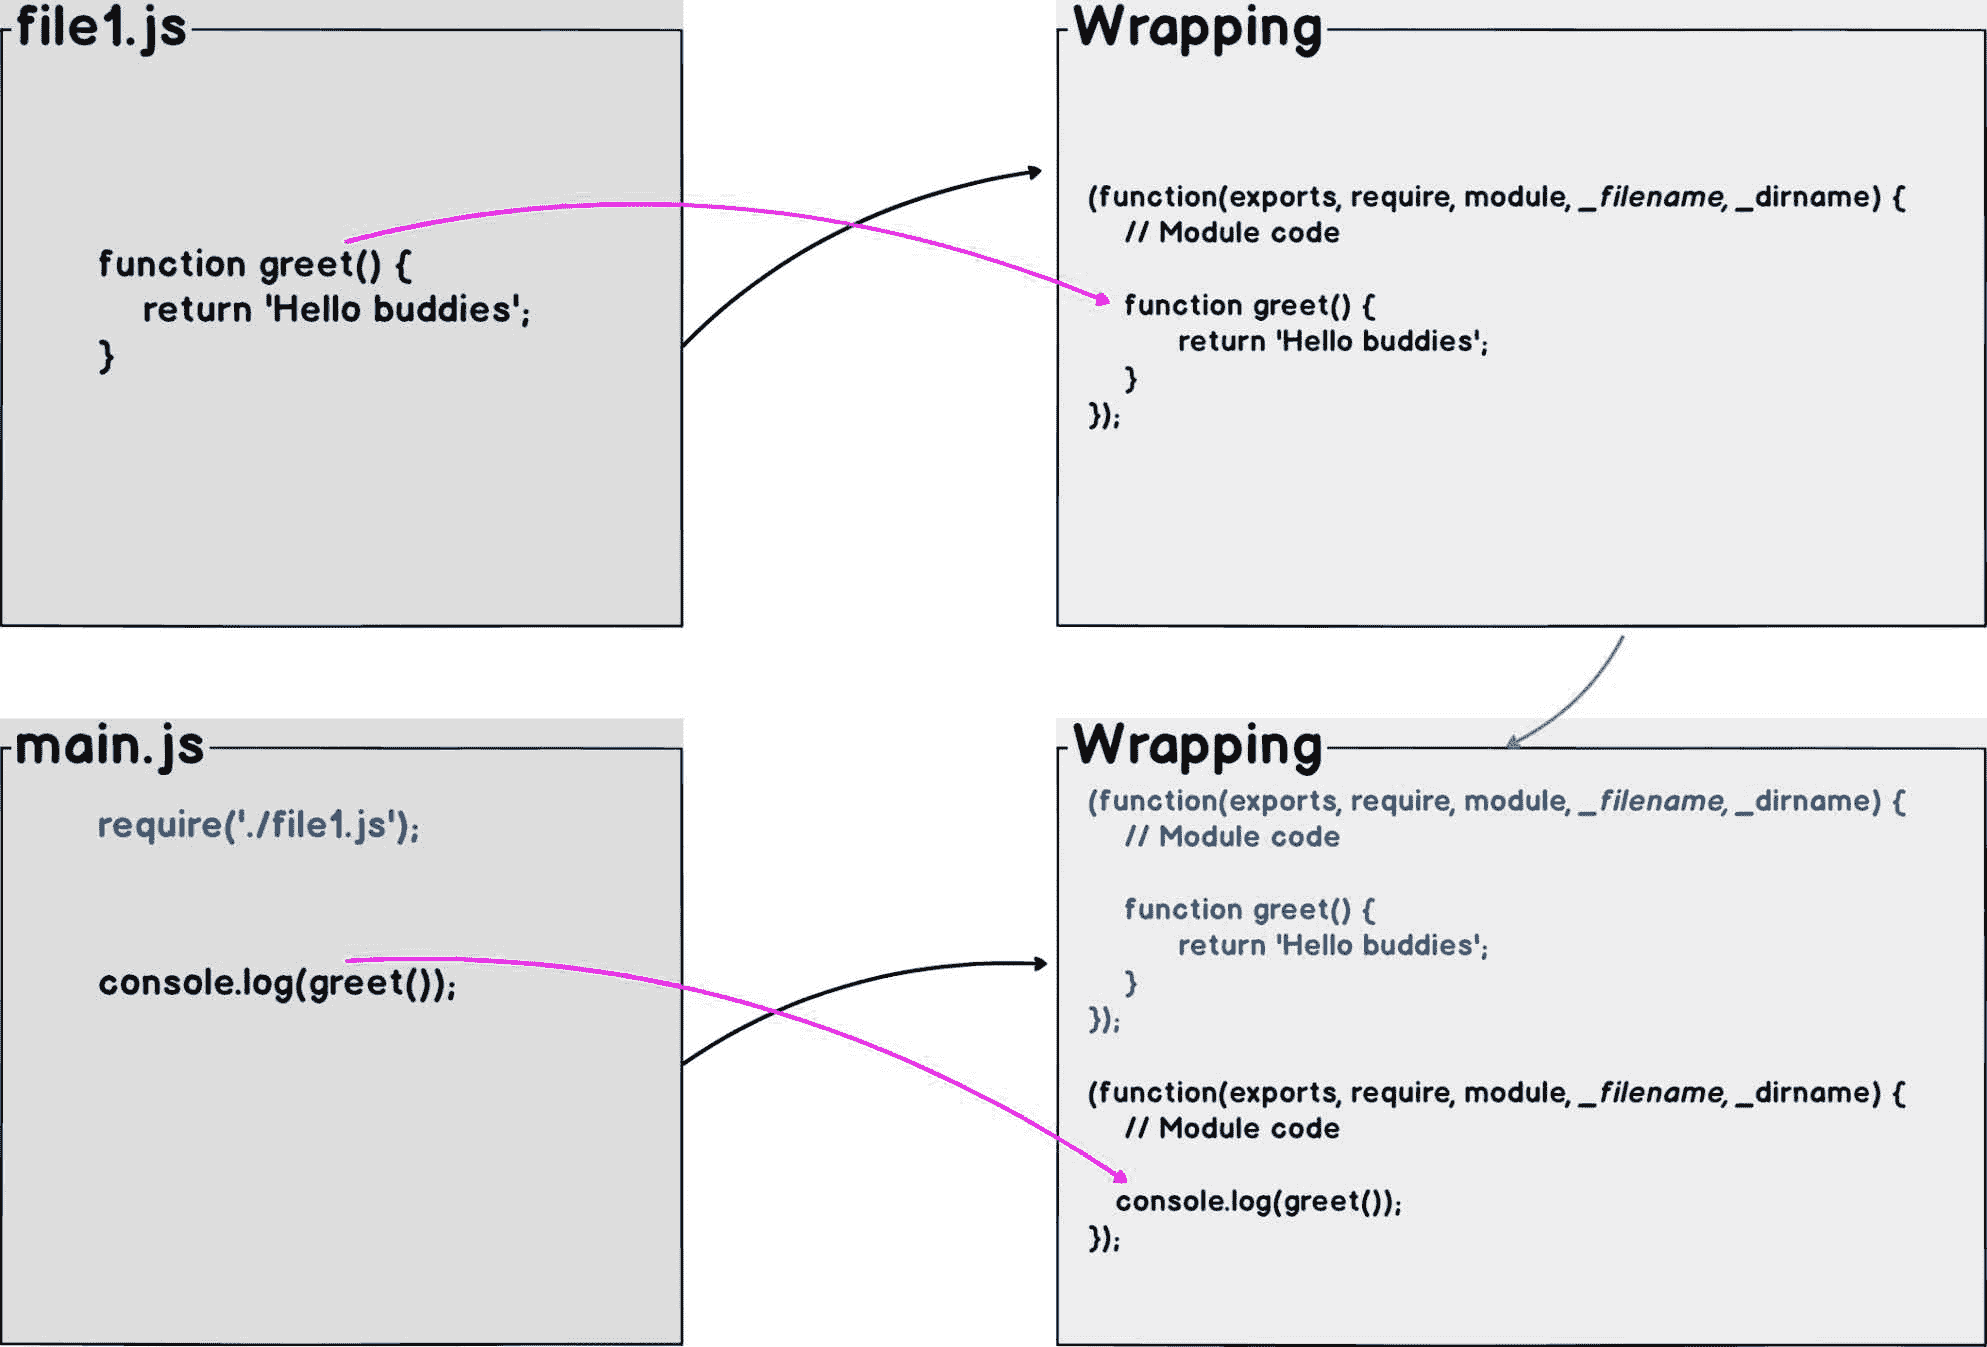 file1.js
function greet() {
return 'Hello buddies';
}
Wrapping
(function(exports, require, module, _filename, _dirname) {
// Module code
function greet() {
return 'Hello buddies';
}
});
main.js
require('./file1.js');
console.log(greet());
Wrapping
(function(exports, require, module, _filename, _dirname) {
// Module code
function greet() {
return 'Hello buddies';
}
});
(function(exports, require, module, _filename, _dirname) {
// Module code
console.log(greet());
});